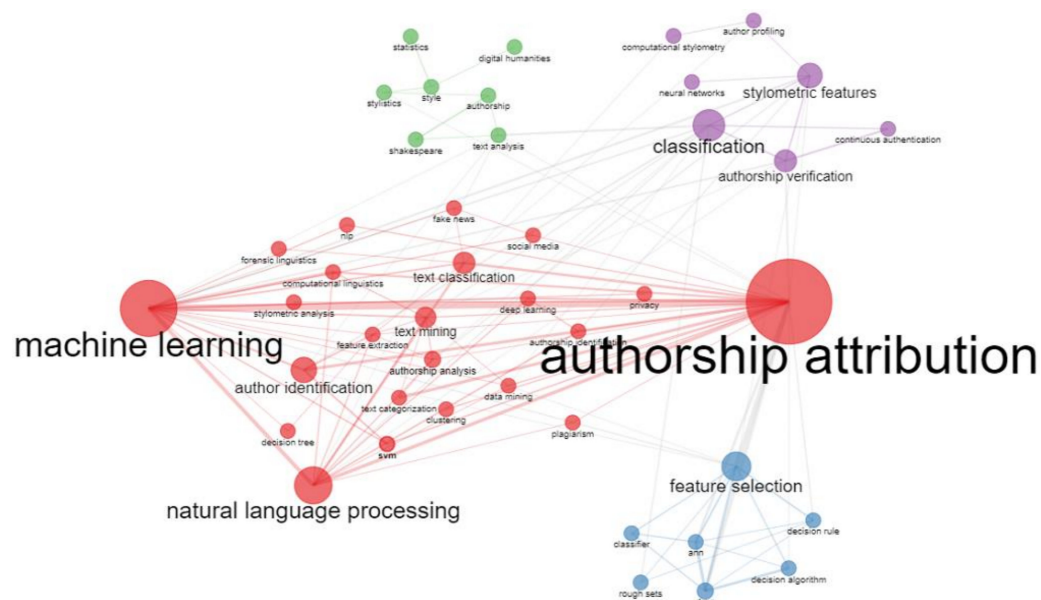 author profiling
statistics
computational stylometry
digital humanities
stylometric features
style
neural networks
stylistics
authorship
continuous authentication
text analysis
classification
shakespeare
authorship verification
fake news
nlp
social media
forensic linguistics
text classification
computational linguistics
privacy
deep learning
stylometric analysis
text mining
authorship identification
feature extraction
machine learning
authorship attribution
authorship analysis
author identification
data mining
text categorization
clustering
plagiarism
decision tree
svm
feature selection
natural language processing
decision rule
classifier
ann
decision algorithm
rough sets